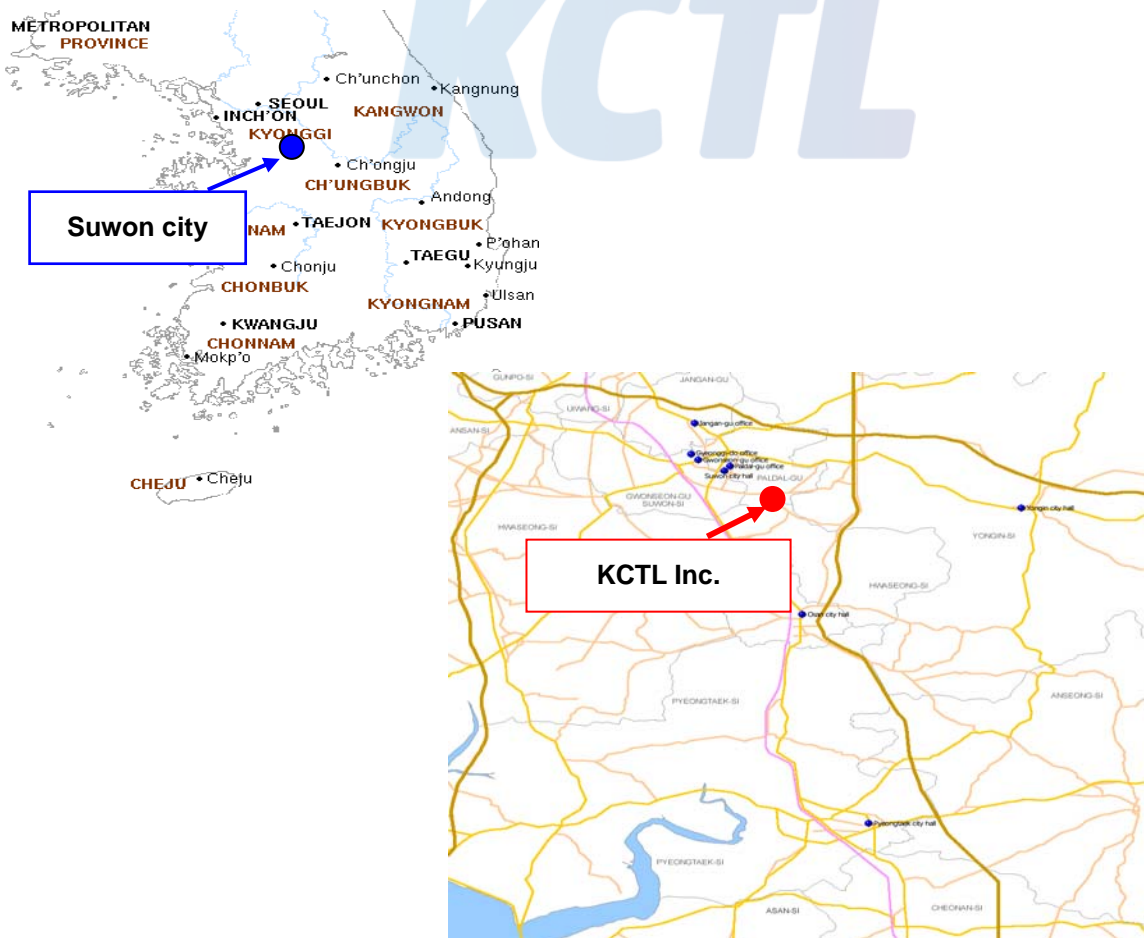 KCTL
METROPOLITAN
PROVINCE
Ch'unchon
Kangnung
SEOUL
INCH'ON
KANGWON
KYONGGI
Ch'ongju
CH'UNGBUK
Suwon city
Andong
NAM
TAEJON
KYONGBUK
P'ohan
TAEGU
Kyungju
Chonju
CHONBUK
Ulsan
KYONGNAM
KWANGJU
PUSAN
CHONNAM
Mokp'o
CHEJU
Cheju
GUNPO-SI
JANGAN-GU
UIWANG-SI
Jangan-gu office
ANSAN-SI
Gyeonggi-do office
Gwonseon-gu office
Paldal-gu office
Suwon city hall
PALDAL-GU
GWONSEON-GU
SUWON-SI
HWASEONG-SI
Yongin city hall
YONGIN-SI
KCTL Inc.
HWASEONG-SI
Osan city hall
PYEONGTAEK-SI
ANSEONG-SI
Pyeongtaek city hall
PYEONGTAEK-SI
ASAN-SI
CHEONAN-SI